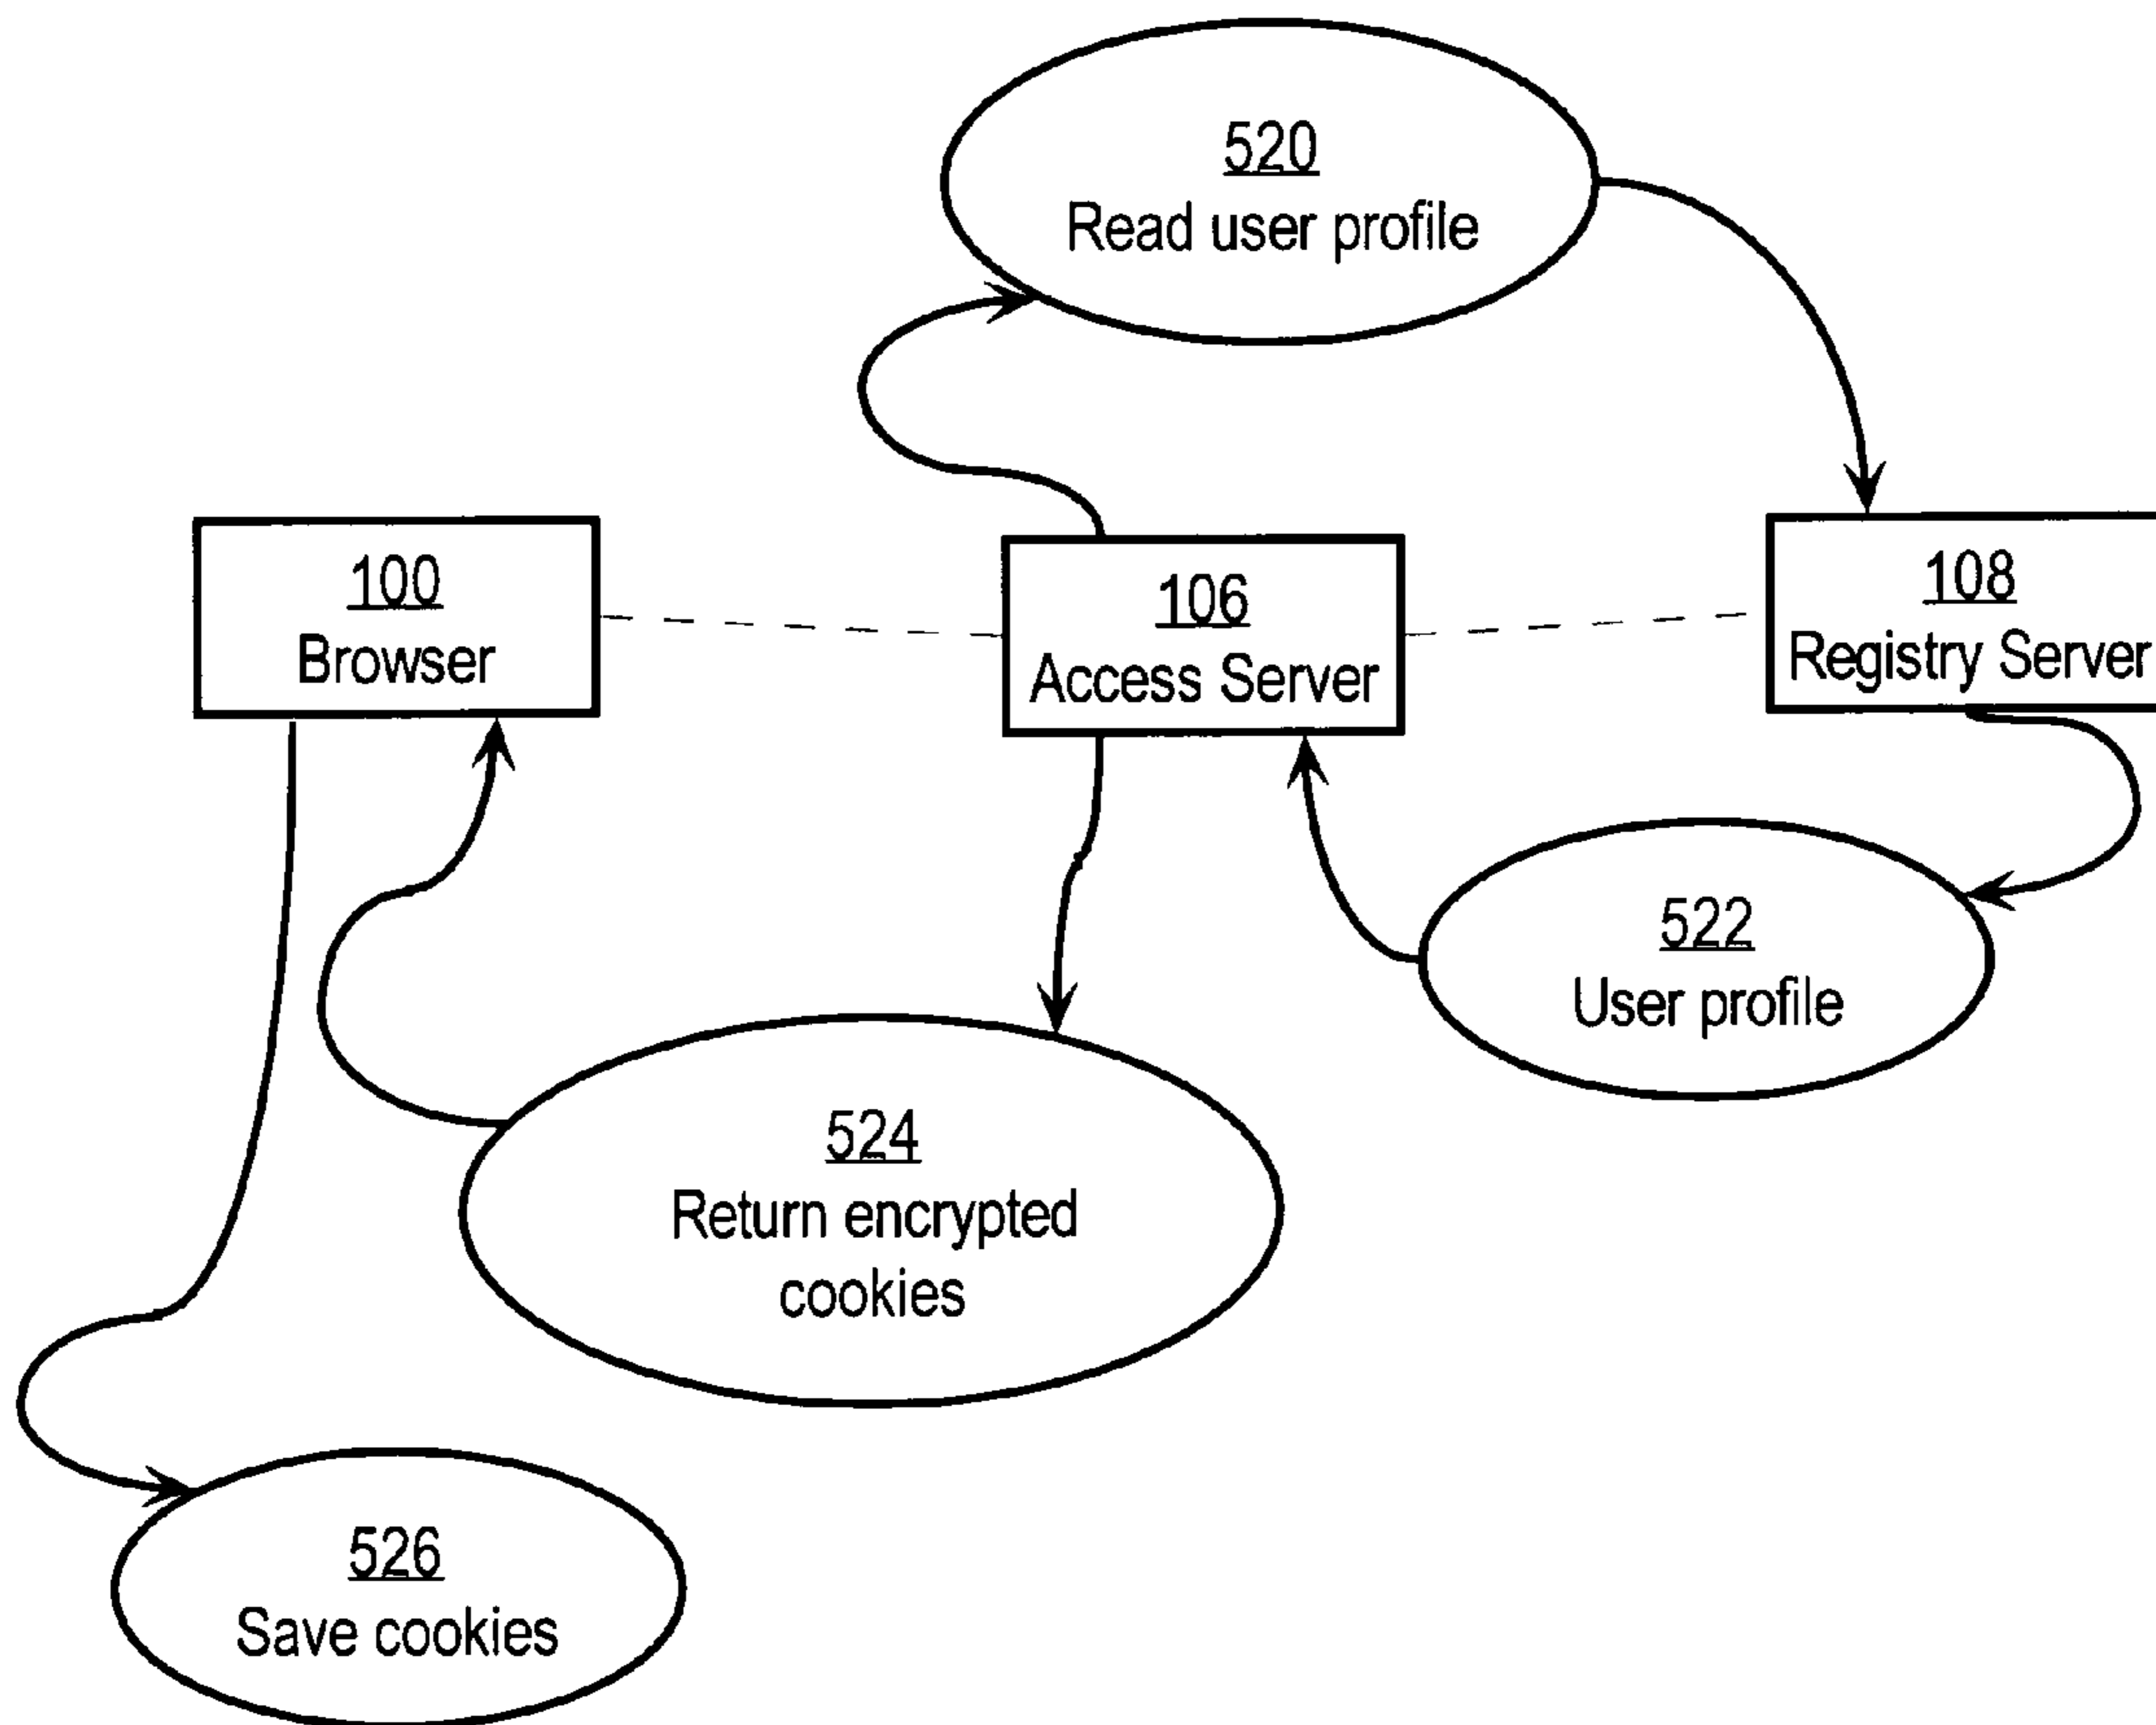 520
Read user profile
100
Browser
106
Access Server
108
Registry Server
522
User profile
524
Return encrypted
cookies
526
Save cookies